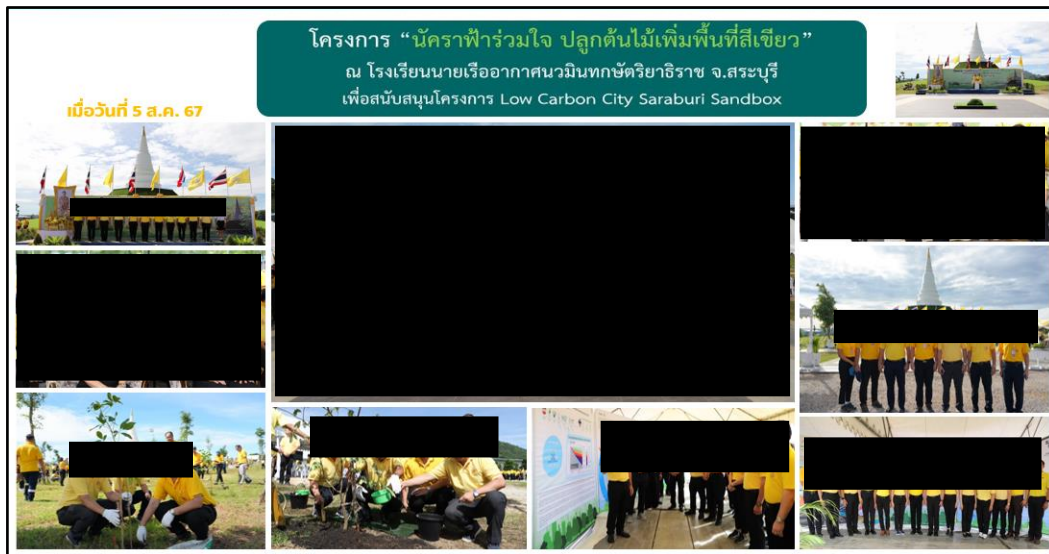 โครงการ “นัคราฟ้าร่วมใจ ปลูกต้นไม้เพิ่มพื้นที่สีเขียว”
ณ โรงเรียนนายเรืออากาศนวมินทกษัตริยาธิราช จ.สระบุรี
เพื่อสนับสนุนโครงการ Low Carbon City Saraburi Sandbox
เมื่อวันที่ 5 ส.ค. 67